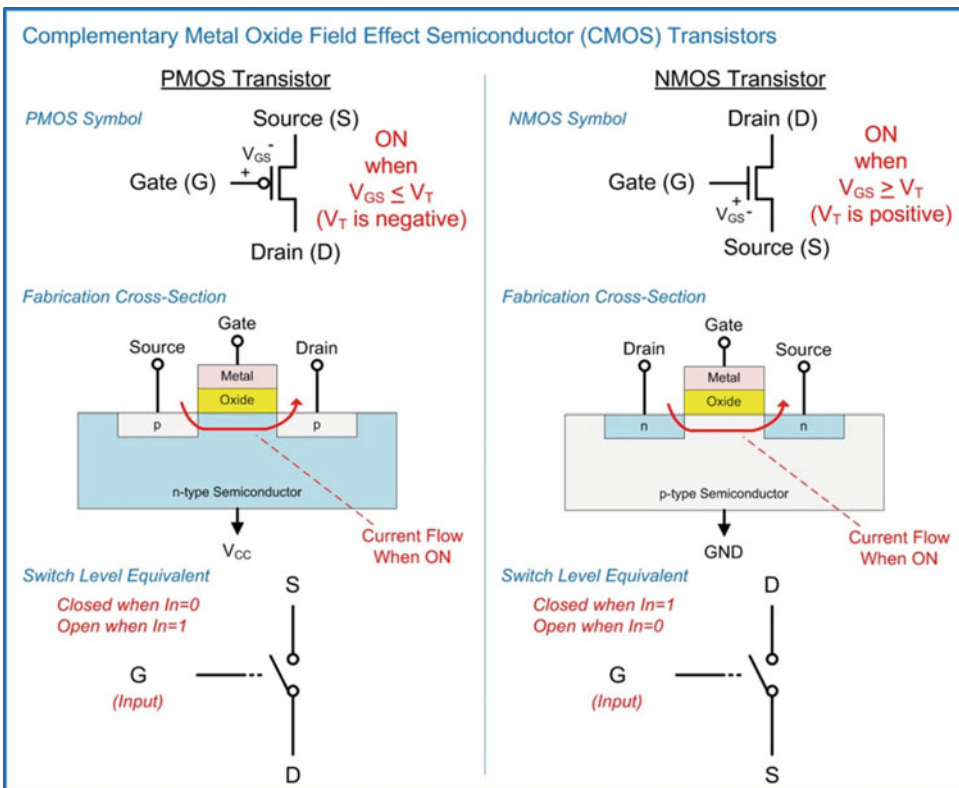 Complementary Metal Oxide Field Effect Semiconductor (CMOS) Transistors
PMOS Transistor
PMOS Symbol
Source (S)
VGS
-
+
Gate (G)
Drain (D)
ON
when
VGS ≤ VT
(VT is negative)
Fabrication Cross-Section
Source
Gate
Drain
Metal
Oxide
p
p
n-type Semiconductor
VCC
Current Flow
When ON
Switch Level Equivalent
Closed when In=0
Open when In=1
S
G
(Input)
D
NMOS Transistor
NMOS Symbol
Drain (D)
Gate (G)
+
VGS
-
Source (S)
ON
when
VGS ≥ VT
(VT is positive)
Fabrication Cross-Section
Drain
Gate
Source
Metal
Oxide
n
n
p-type Semiconductor
GND
Current Flow
When ON
Switch Level Equivalent
Closed when In=1
Open when In=0
D
G
(Input)
S